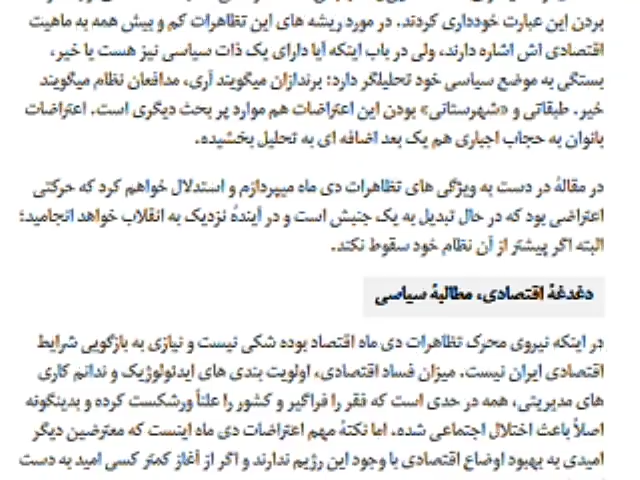 بردن این عبارت خودداری کردند. در مورد ریشه های این تظاهرات کم و بیش همه به ماهیت
اقتصادی اش اشاره دارند، ولی در باب اینکه آیا دارای یک ذات سیاسی نیز هست یا خیر،
بستگی به موضع سیاسی خود تحلیلگر دارد: برندازان میگویند آری، مدافعان نظام میگویند
خیر. طبقاتی و «شهرستانی» بودن این اعتراضات هم موارد پر بحث دیگری است. اعتراضات
بانوان به حجاب اجباری هم یک بعد اضافه ای به تحلیل بخشیده.
در مقالهٔ در دست به ویژگی های تظاهرات دی ماه میپردازم و استدلال خواهم کرد که حرکتی
اعتراضی بود که در حال تبدیل به یک جنبش است و در آیندهٔ نزدیک به انقلاب خواهد انجامید؛
البته اگر پیشتر از آن نظام خود سقوط نکند.
دغدغهٔ اقتصادی، مطالبهٔ سیاسی
در اینکه نیروی محرک تظاهرات دی ماه اقتصاد بوده شکی نیست و نیازی به بازگویی شرایط
اقتصادی ایران نیست. میزان فساد اقتصادی، اولویت بندی های ایدئولوژیک و ندانم کاری
های مدیریتی، همه در حدی است که فقر را فراگیر و کشور را علناً ورشکست کرده و بدینگونه
اصلاً باعث اختلال اجتماعی شده. اما نکتهٔ مهم اعتراضات دی ماه اینست که معترضین دیگر
امیدی به بهبود اوضاع اقتصادی با وجود این رژیم ندارند و اگر از آغاز کمتر کسی امید به دست